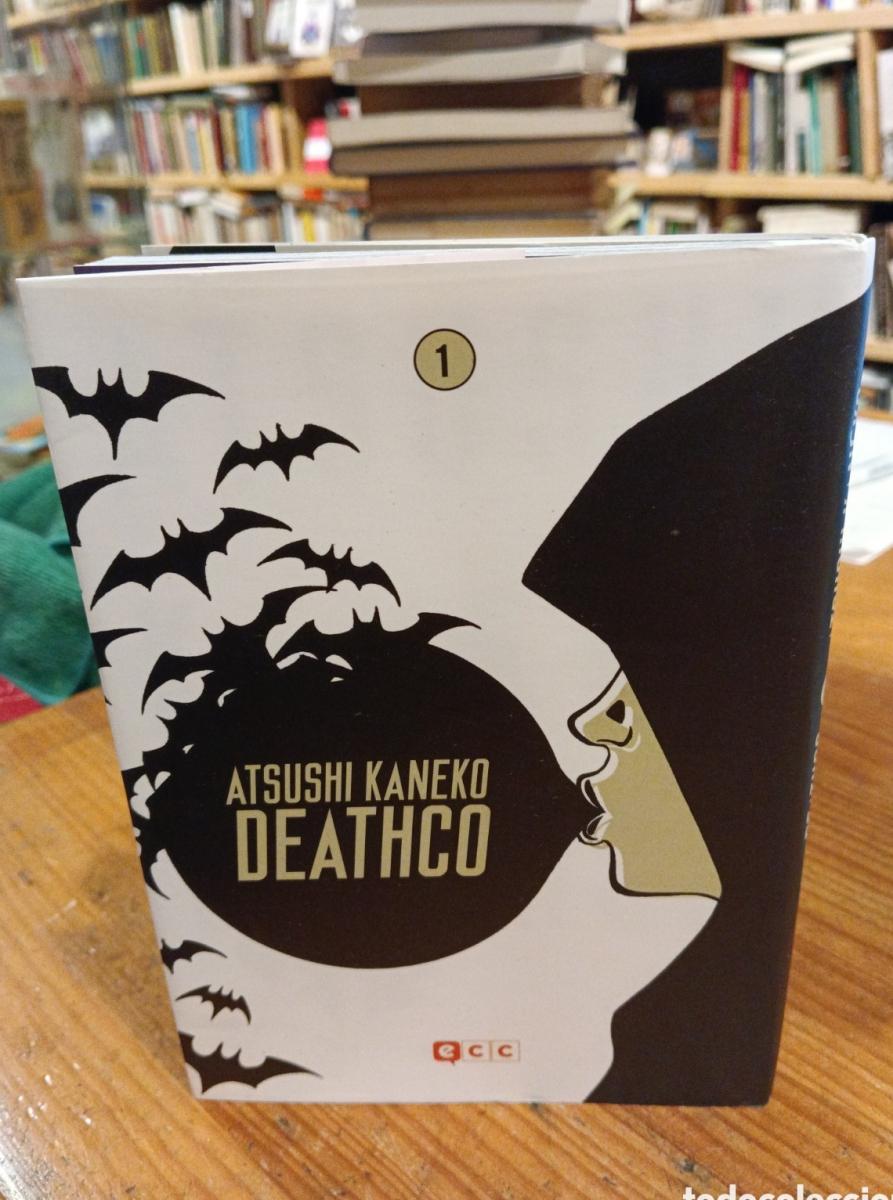 1
ATSUSHI KANEKO
DEATHCO
ecc